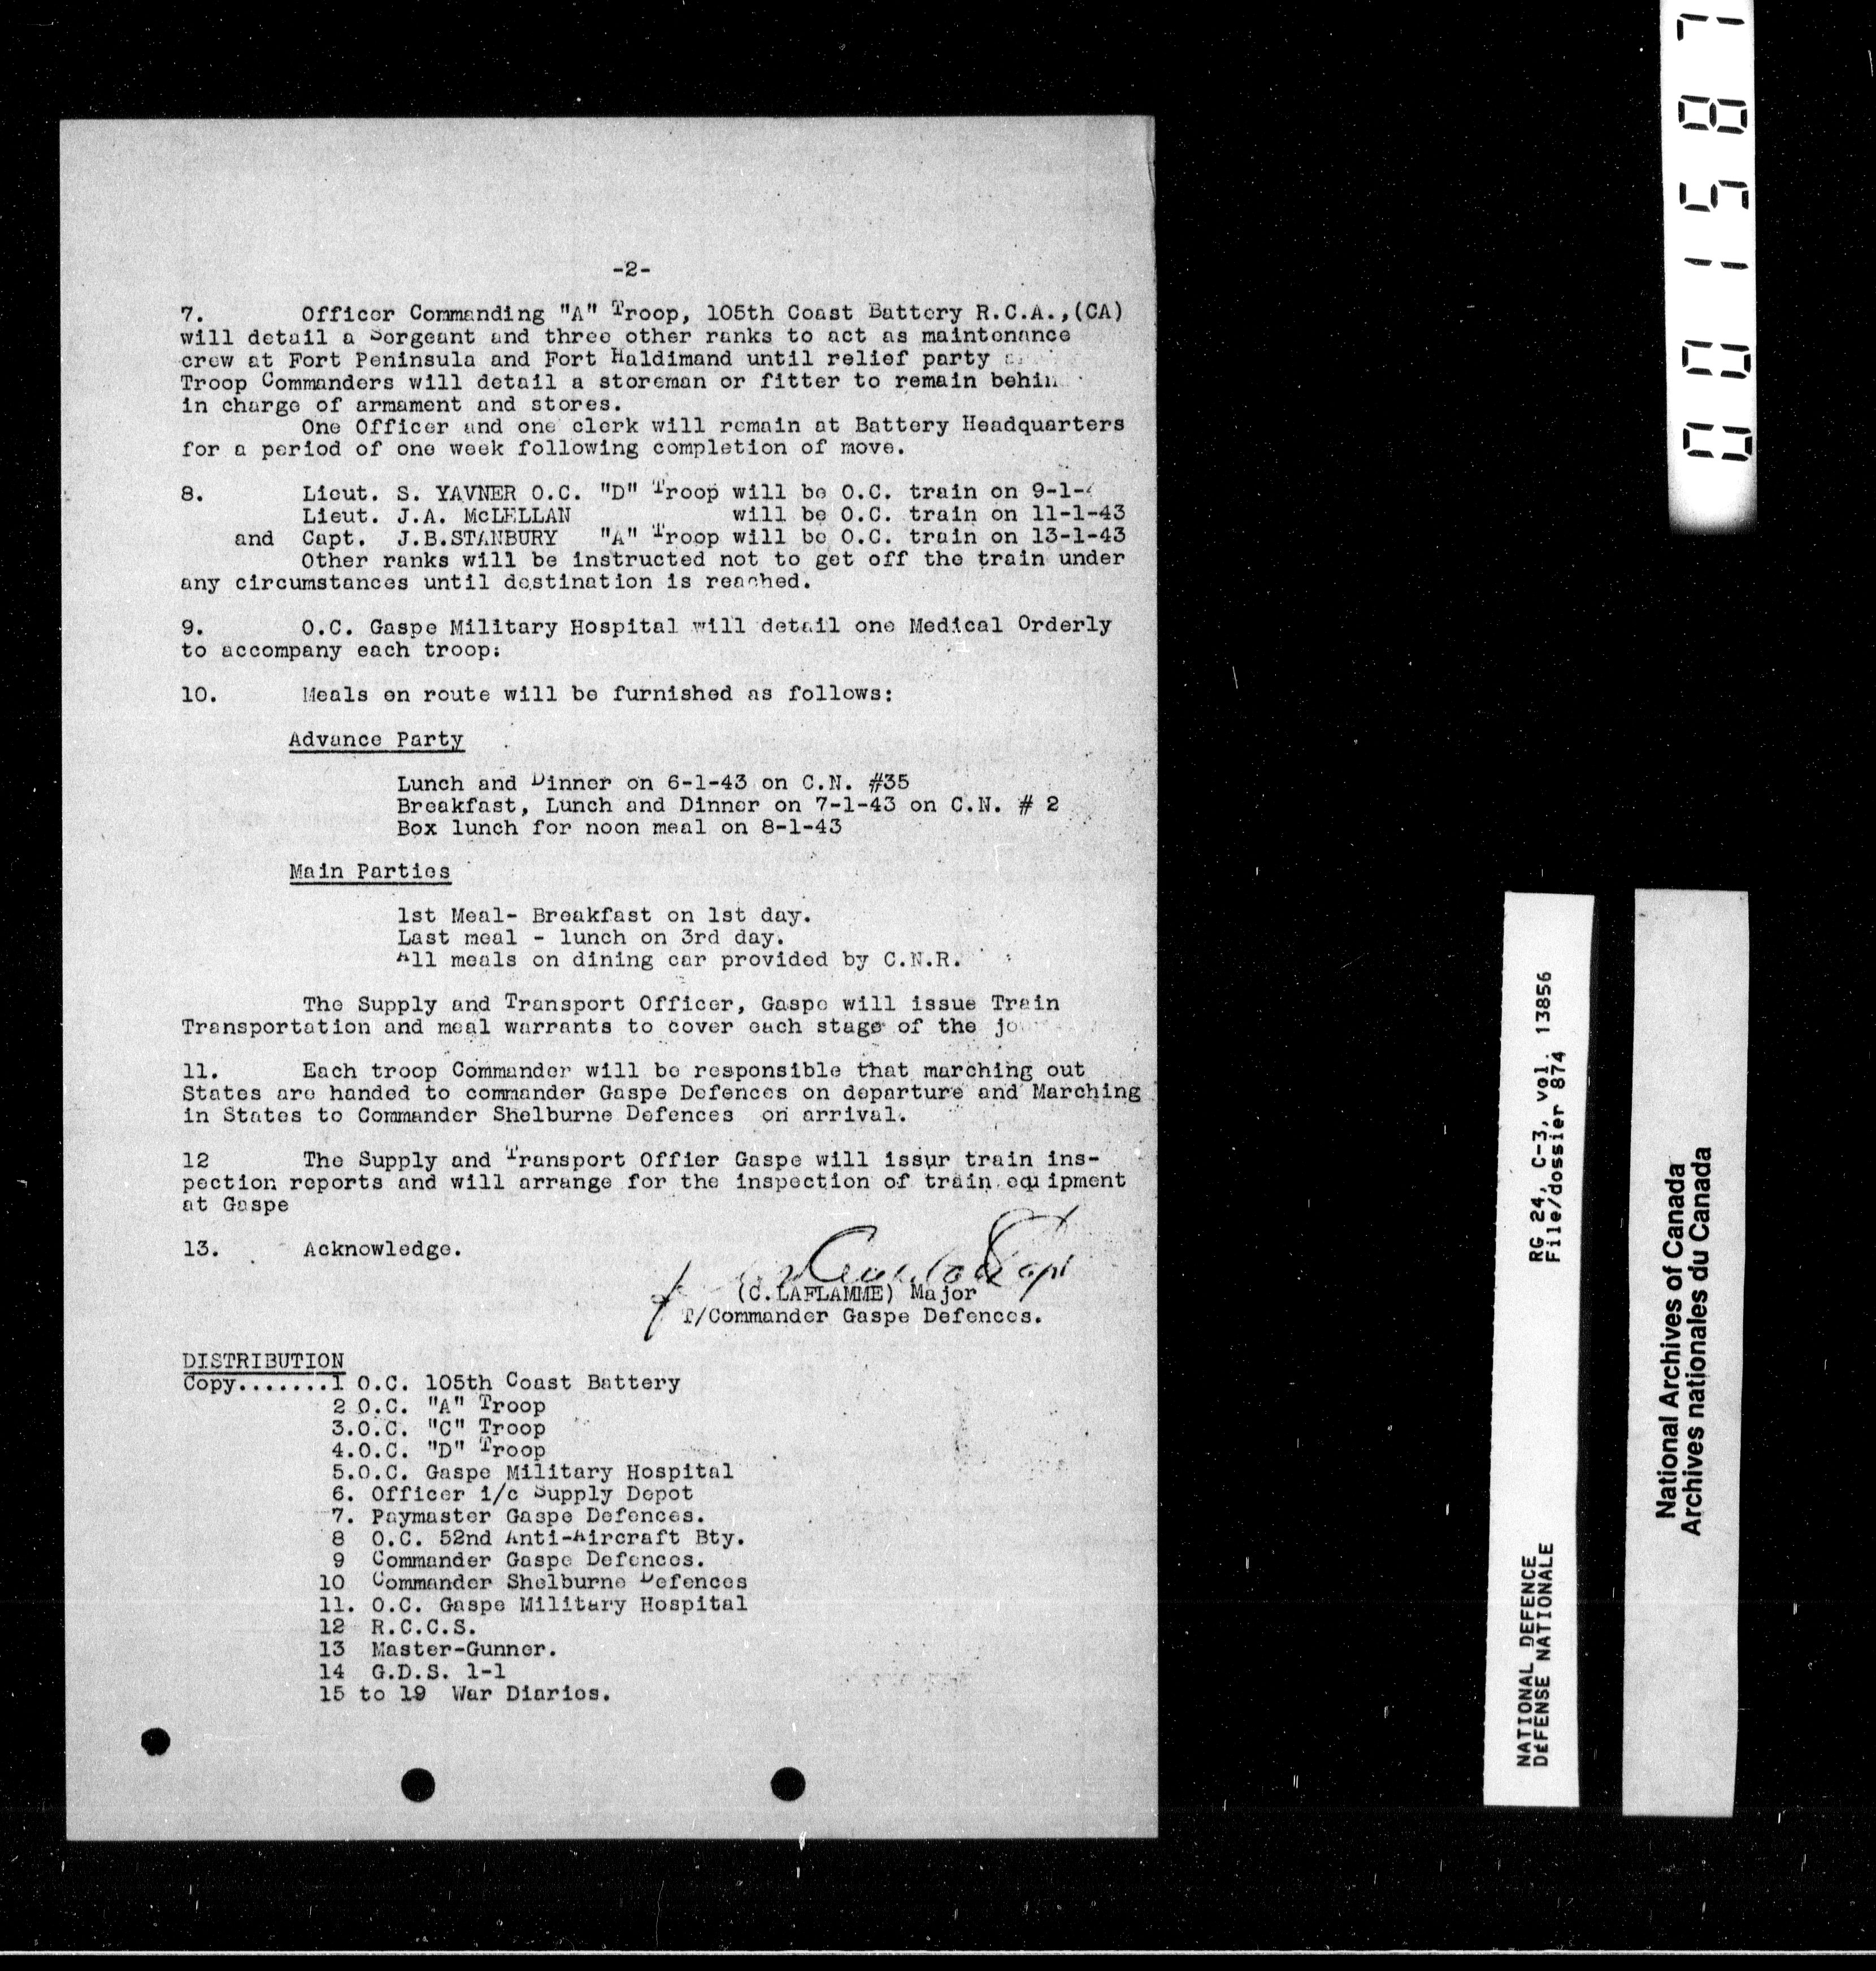 -2-
7. Officer Commanding "A" Troop, 105th Coast Battery R.C.A.,(CA)
will detail a Sergeant and three other ranks to act as maintenance
crew at Fort Peninsula and Fort Haldimand until relief party
Troop Commanders will detail a storeman or fitter to remain
in charge of armament and stores.
One Officer and one clerk will remain at Battery Headquarters
for a period of one week following completion of move.
8. Lieut. S. YAVNER O.C. "D" Troop will be O.C. train on 9-1-
Lieut. J.A. McLELLAN will be O.C. train on 11-1-43
and Capt. J.B.STANBURY "A" Troop will be O.C. train on 13-1-43
Other ranks will be instructed not to get off the train under
any circumstances until destination is reached.
9. O.C. Gaspe Military Hospital will detail one Medical Orderly
to accompany each troop:
10. Meals en route will be furnished as follows:
Advance Party
Lunch and Dinner on 6-1-43 on C.N. #35
Breakfast, Lunch and Dinner on 7-1-43 on C.N. # 2
Box lunch for noon meal on 8-1-43
Main Parties
1st Meal- Breakfast on 1st day.
Last meal - lunch on 3rd day.
All meals on dining car provided by C.N.R.
The Supply and Transport Officer, Gaspe will issue Train
Transportation and meal warrants to cover each stage of the
11. Each troop Commander will be responsible that marching out
States are handed to commander Gaspe Defences on departure and Marching
in States to Commander Shelburne Defences on arrival.
12 The Supply and Transport Offier Gaspe will issur train ins-
pection reports and will arrange for the inspection of train equipment
at Gaspe
13. Acknowledge.
(C.LAFLAMME) Major
T/Commander Gaspe Defences.
DISTRIBUTION
Copy.......1 O.C. 105th Coast Battery
2 O.C. "A" Troop
3.O.C. "C" Troop
4.O.C. "D" Troop
5.O.C. Gaspe Military Hospital
6. Officer i/c Supply Depot
7. Paymaster Gaspe Defences.
8 O.C. 52nd Anti-Aircraft Bty.
9 Commander Gaspe Defences.
10 Commander Shelburne Defences
11. O.C. Gaspe Military Hospital
12 R.C.C.S.
13 Master-Gunner.
14 G.D.S. 1-1
15 to 19 War Diaries.
001587
NATIONAL DEFENCE RG 24, C-3, vol. 13856
DÉFENSE NATIONALE File/dossier 874
National Archives of Canada
Archives nationales du Canada